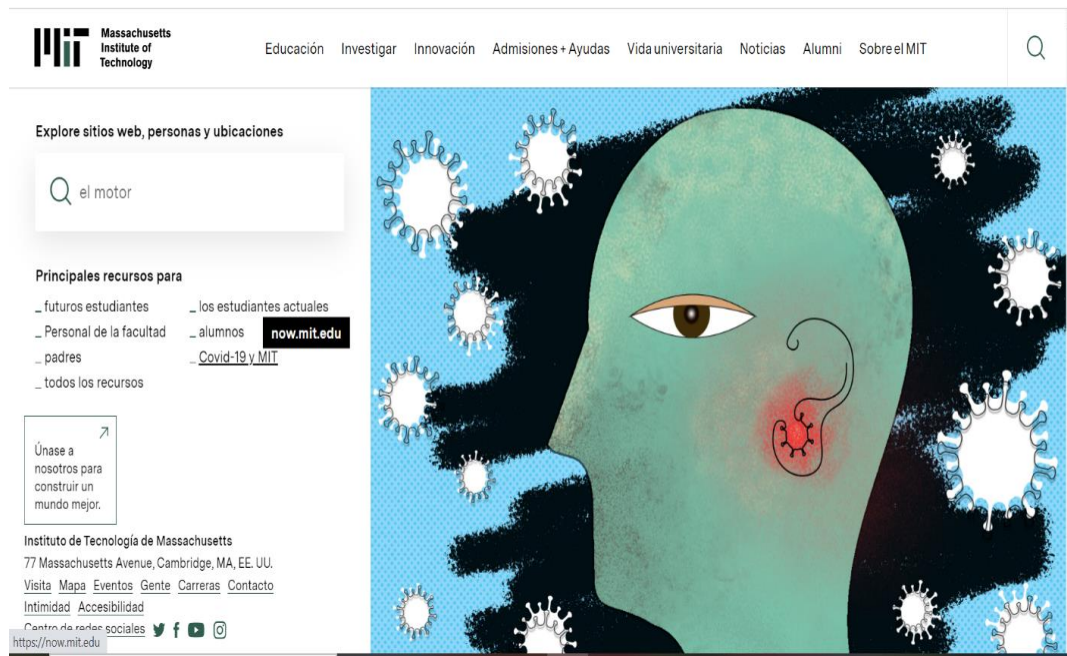 Massachusetts
Institute of
Technology
Educación Investigar Innovación Admisiones + Ayudas Vida universitaria Noticias Alumni Sobre el MIT
Explore sitios web, personas y ubicaciones
el motor
Principales recursos para
_ futuros estudiantes
_ los estudiantes actuales
_ Personal de la facultad
_ alumnos
now.mit.edu
_ padres
_ Covid-19 y MIT
_ todos los recursos
Únase a
nosotros para
construir un
mundo mejor.
Instituto de Tecnología de Massachusetts
77 Massachusetts Avenue, Cambridge, MA, EE. UU.
Visita Mapa Eventos Gente Carreras Contacto
Intimidad Accesibilidad
Centro de redes sociales
https://now.mit.edu